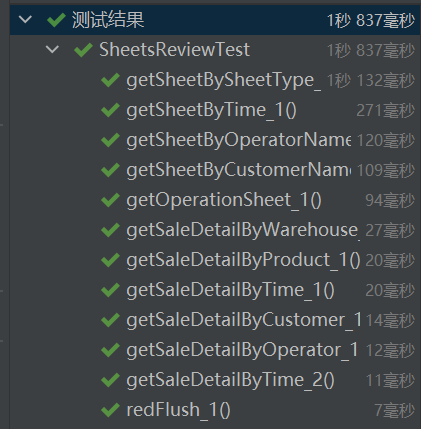 测试结果 1秒 837毫秒
SheetsReviewTest 1秒 837毫秒
getSheetBySheetType_ 1秒 132毫秒
getSheetByTime_1() 271毫秒
getSheetByOperatorName 120毫秒
getSheetByCustomerName 109毫秒
getOperationSheet_1() 94毫秒
getSaleDetailByWarehouse_ 27毫秒
getSaleDetailByProduct_1() 20毫秒
getSaleDetailByTime_1() 20毫秒
getSaleDetailByCustomer_1 14毫秒
getSaleDetailByOperator_1 12毫秒
getSaleDetailByTime_2() 11毫秒
redFlush_1() 7毫秒